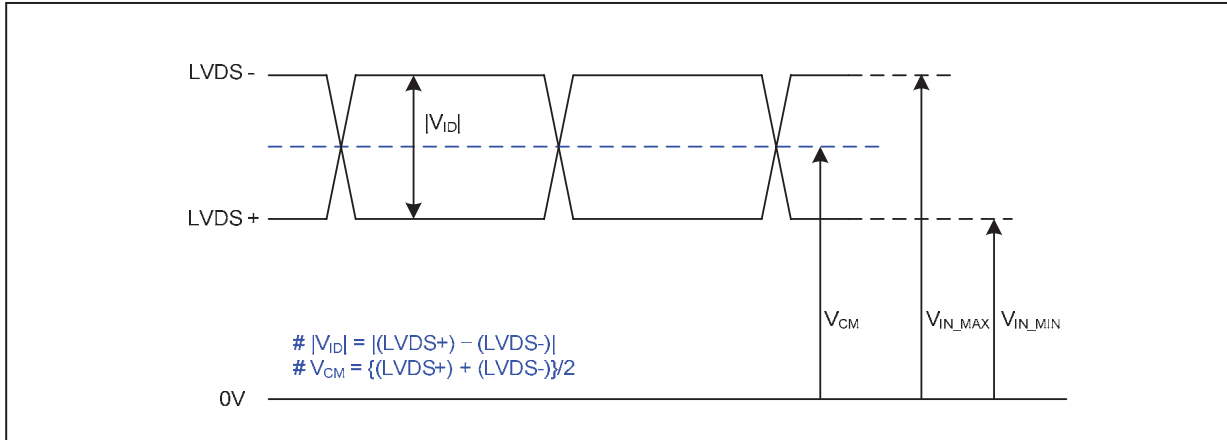 LVDS -
|VID|
LVDS +
VCM
VIN_MAX
VIN_MIN
# |VID| = |(LVDS+) – (LVDS-)|
# VCM = {(LVDS+) + (LVDS-)}/2
0V